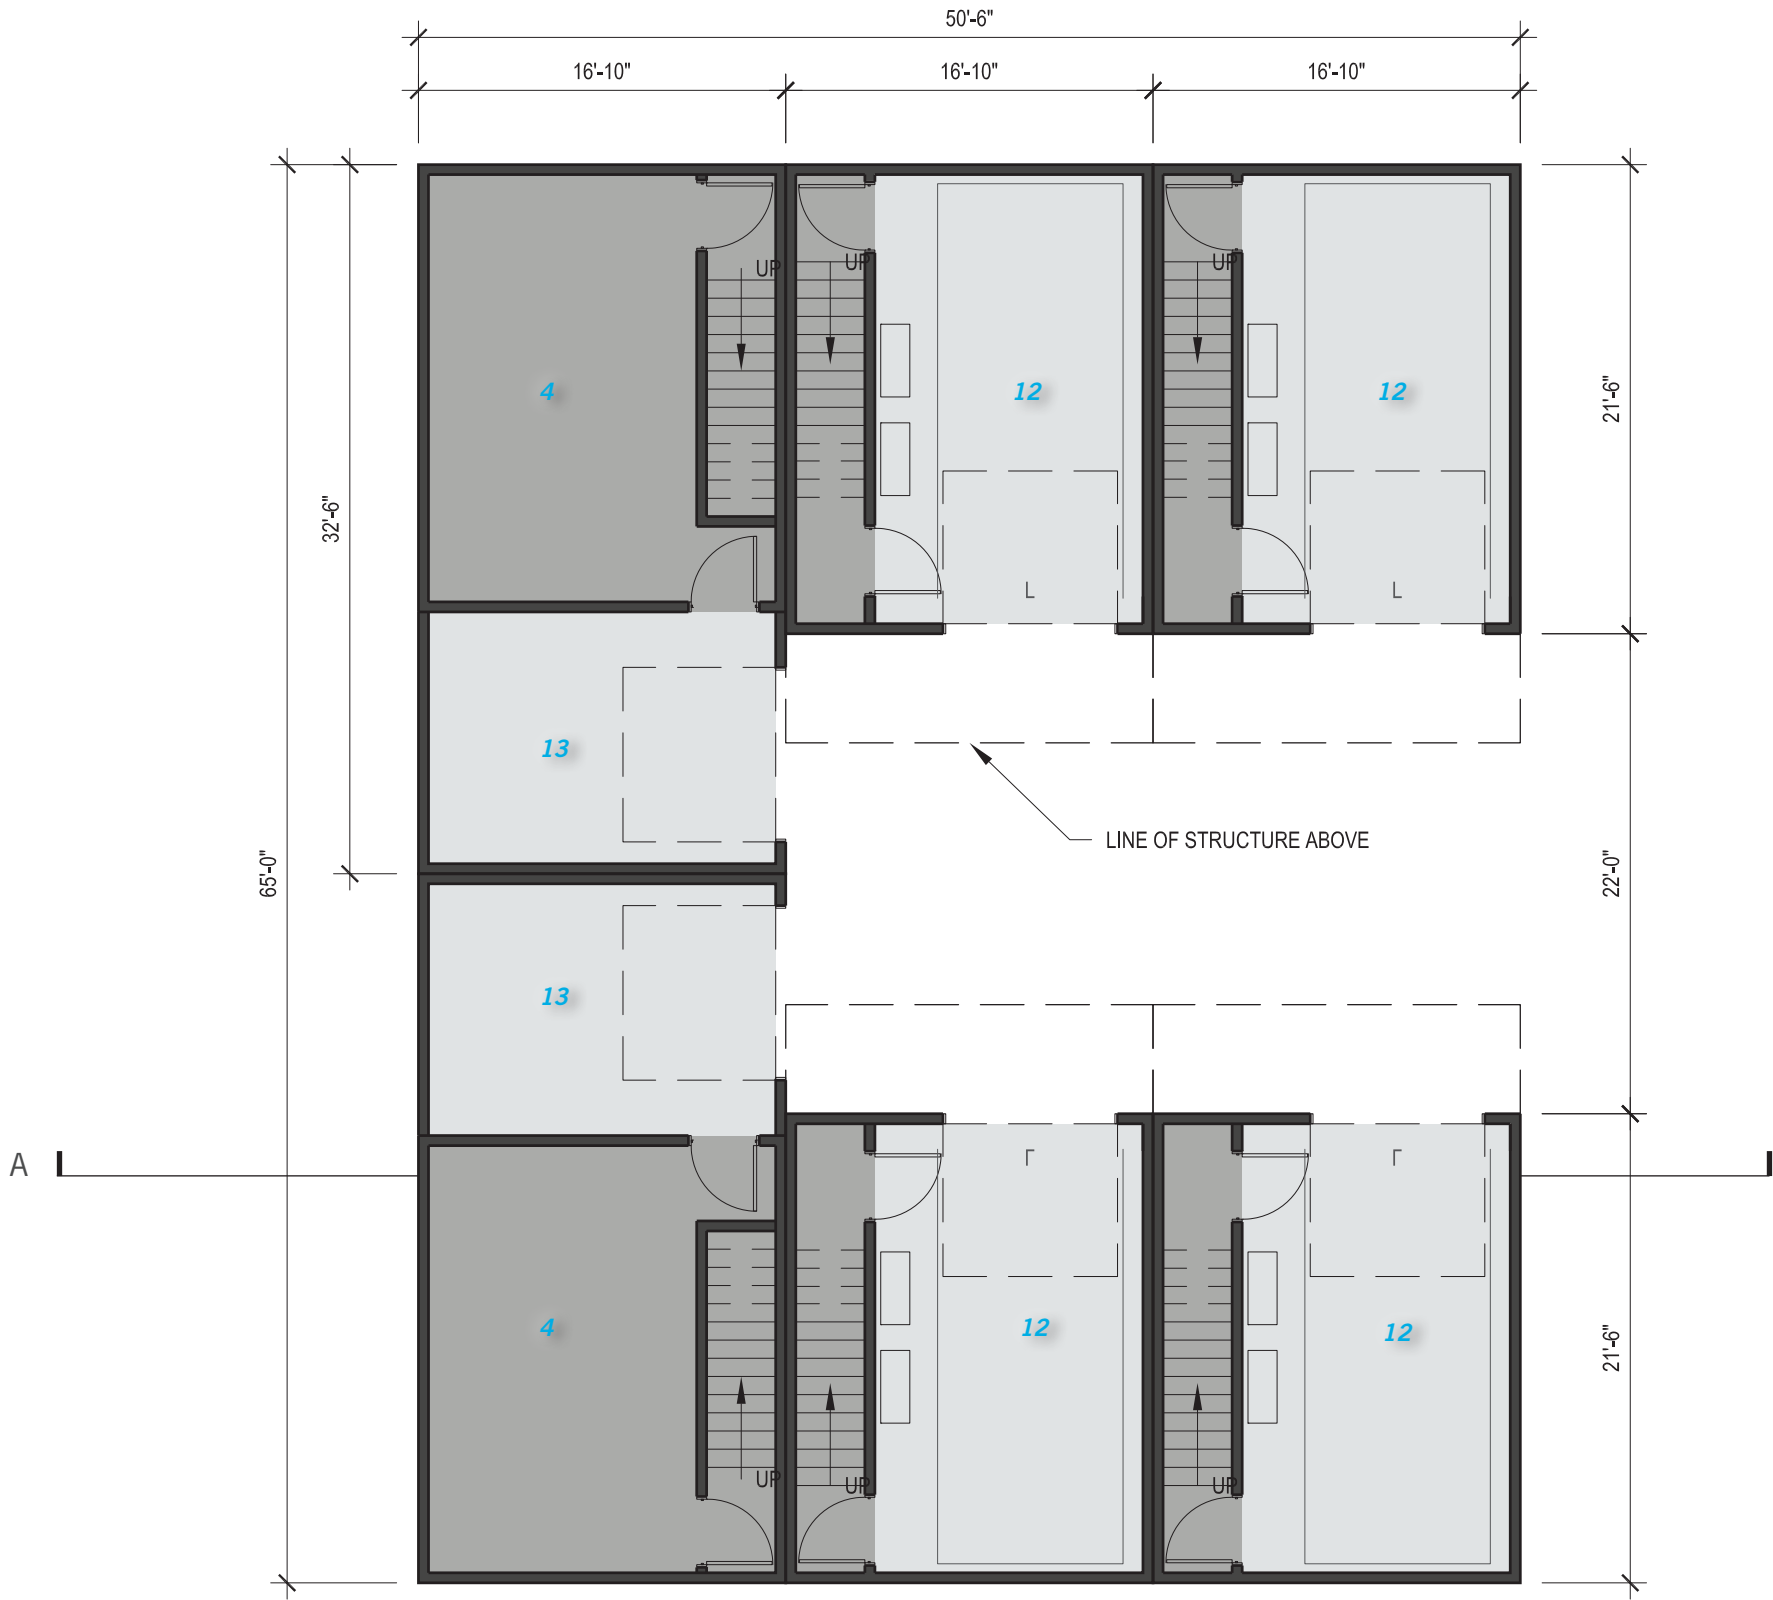 50'-6"
16'-10" 16'-10" 16'-10"
UP UP UP
4 12 12
21'-6"
32'-6"
L L
13
LINE OF STRUCTURE ABOVE
65'-0"
22'-0"
13
A
4 12 12
21'-6"
UP UP UP